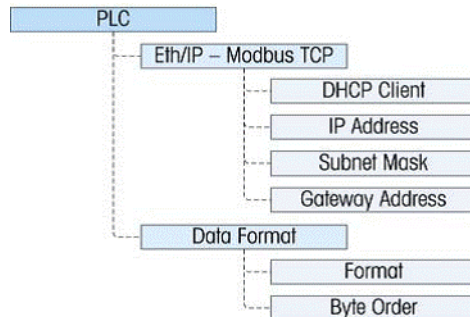 PLC
Eth/IP – Modbus TCP
DHCP Client
IP Address
Subnet Mask
Gateway Address
Data Format
Format
Byte Order